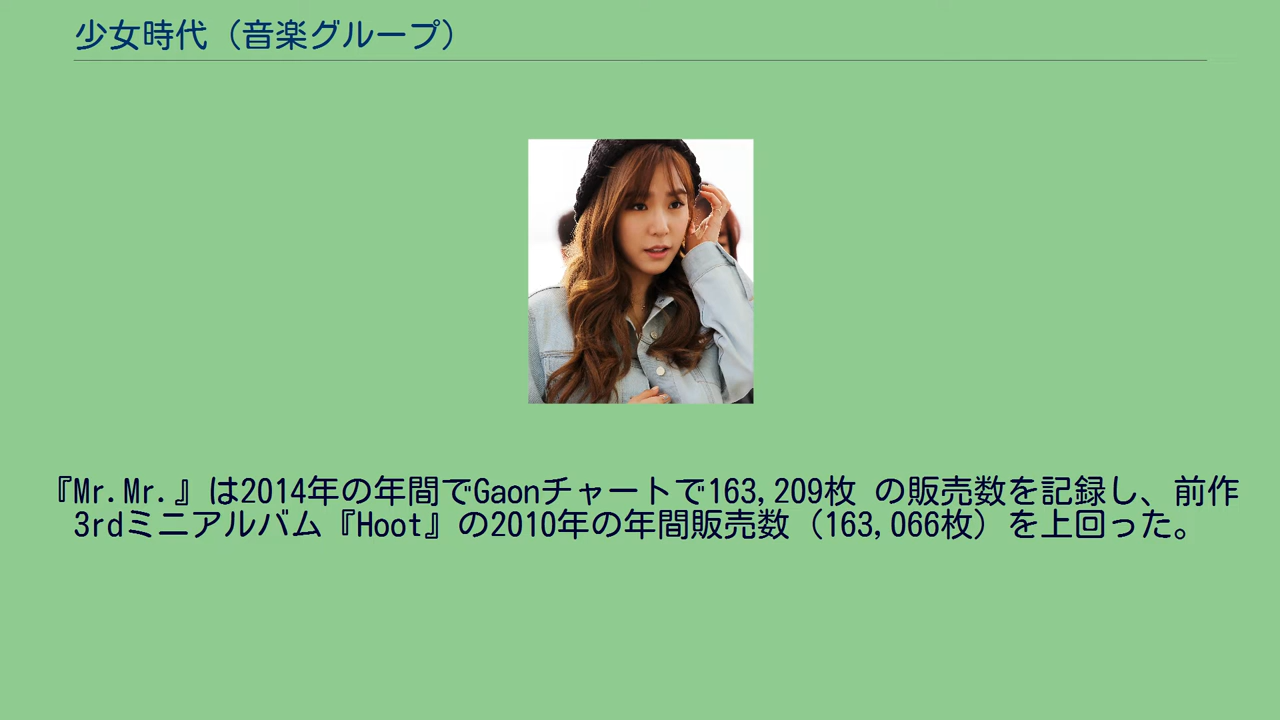 少女時代（音楽グループ）
『Mr.Mr.』は2014年の年間でGaonチャートで163,209枚 の販売数を記録し、前作
3rdミニアルバム『Hoot』の2010年の年間販売数（163,066枚）を上回った。